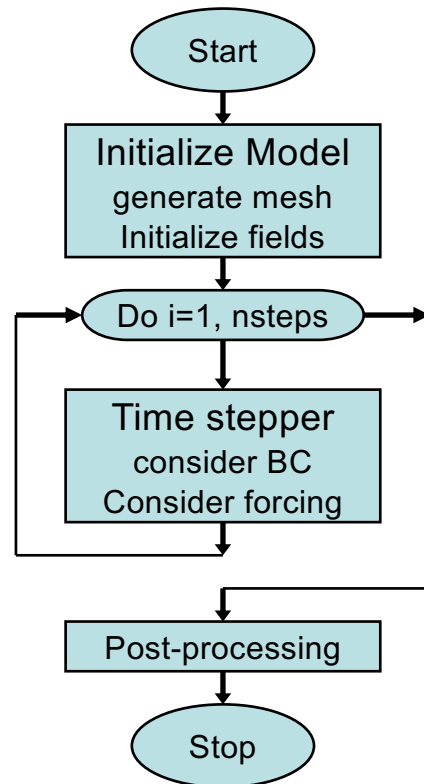 Start
Initialize Model
generate mesh
Initialize fields
Do i=1, nsteps
Time stepper
consider BC
Consider forcing
Post-processing
Stop